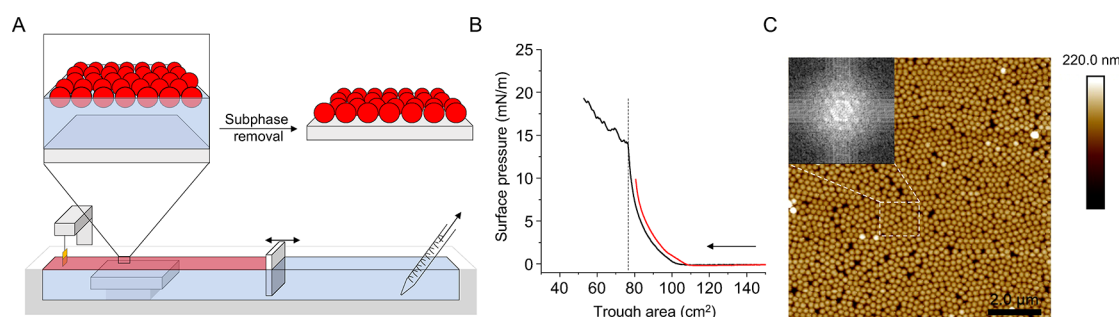 A
Subphase
removal
B
Surface pressure (mN/m)
25
20
15
10
5
0
40
60
80
100
120
140
Trough area (cm²)
C
220.0 nm
2.0 µm